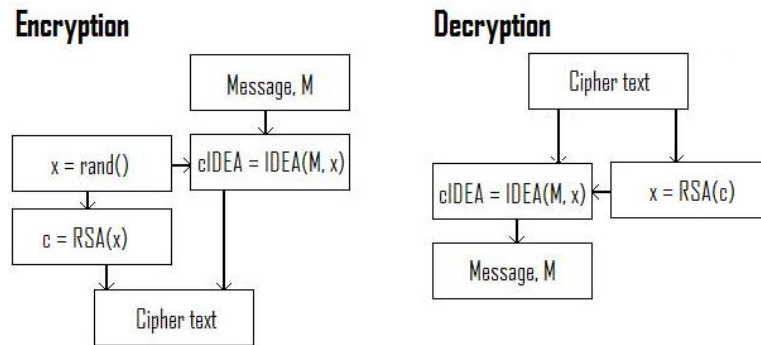 Encryption
Message, M
x = rand()
cIDEA = IDEA(M, x)
c = RSA(x)
Cipher text
Decryption
Cipher text
cIDEA = IDEA(M, x)
x = RSA(c)
Message, M